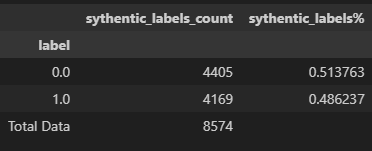 sythentic_labels_count sythentic_labels%
label
0.0 4405 0.513763
1.0 4169 0.486237
Total Data 8574